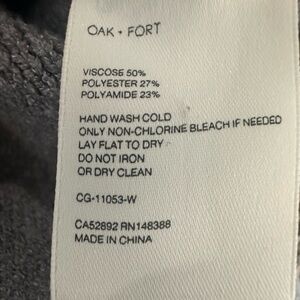 OAK + FORT
VISCOSE 50%
POLYESTER 27%
POLYAMIDE 23%
HAND WASH COLD
ONLY NON-CHLORINE BLEACH IF NEEDED
LAY FLAT TO DRY
DO NOT IRON
OR DRY CLEAN
CG-11053-W
CA52892 RN148388
MADE IN CHINA